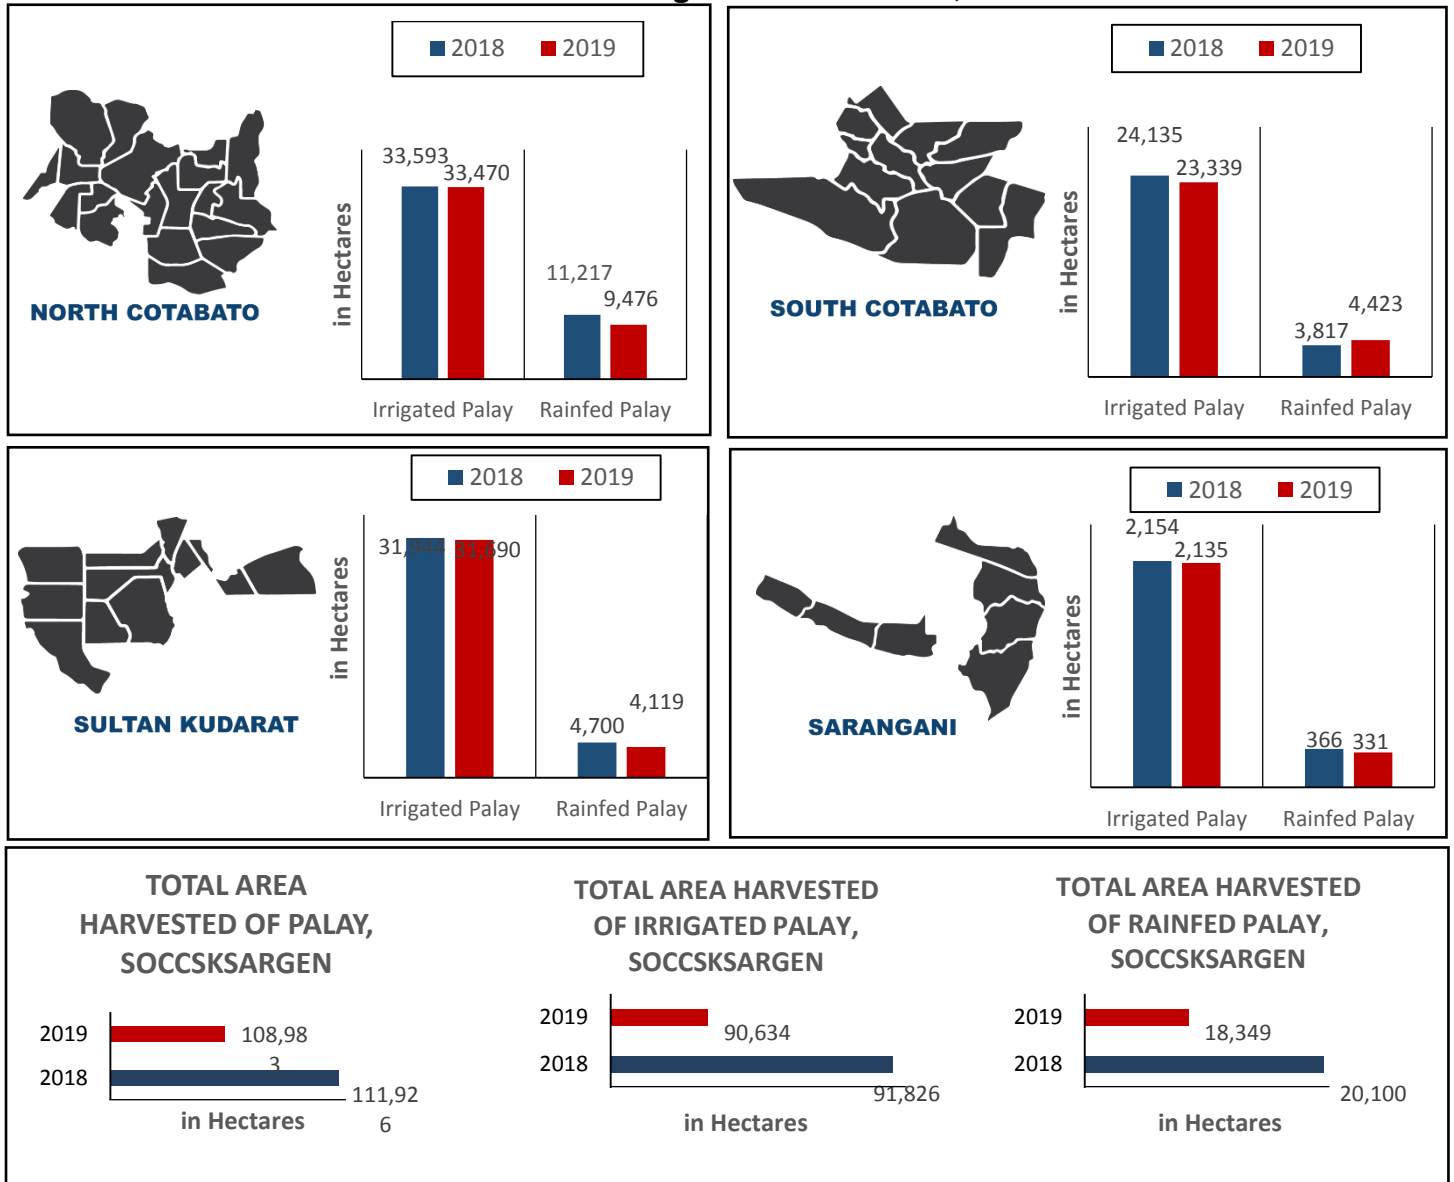 2018 2019
33,593
33,470
11,217
9,476
in Hectares
NORTH COTABATO
Irrigated Palay Rainfed Palay
2018 2019
24,135
23,339
4,423
3,817
in Hectares
SOUTH COTABATO
Irrigated Palay Rainfed Palay
2018 2019
31,944 31,690
4,119
4,700
in Hectares
SULTAN KUDARAT
Irrigated Palay Rainfed Palay
2018 2019
2,154
2,135
366 331
in Hectares
SARANGANI
Irrigated Palay Rainfed Palay
TOTAL AREA
HARVESTED OF PALAY,
SOCCSKSARGEN
2019 108,98
3
2018
111,92
6
in Hectares
TOTAL AREA HARVESTED
OF IRRIGATED PALAY,
SOCCSKSARGEN
2019
90,634
2018
91,826
in Hectares
TOTAL AREA HARVESTED
OF RAINFED PALAY,
SOCCSKSARGEN
2019
18,349
2018
20,100
in Hectares